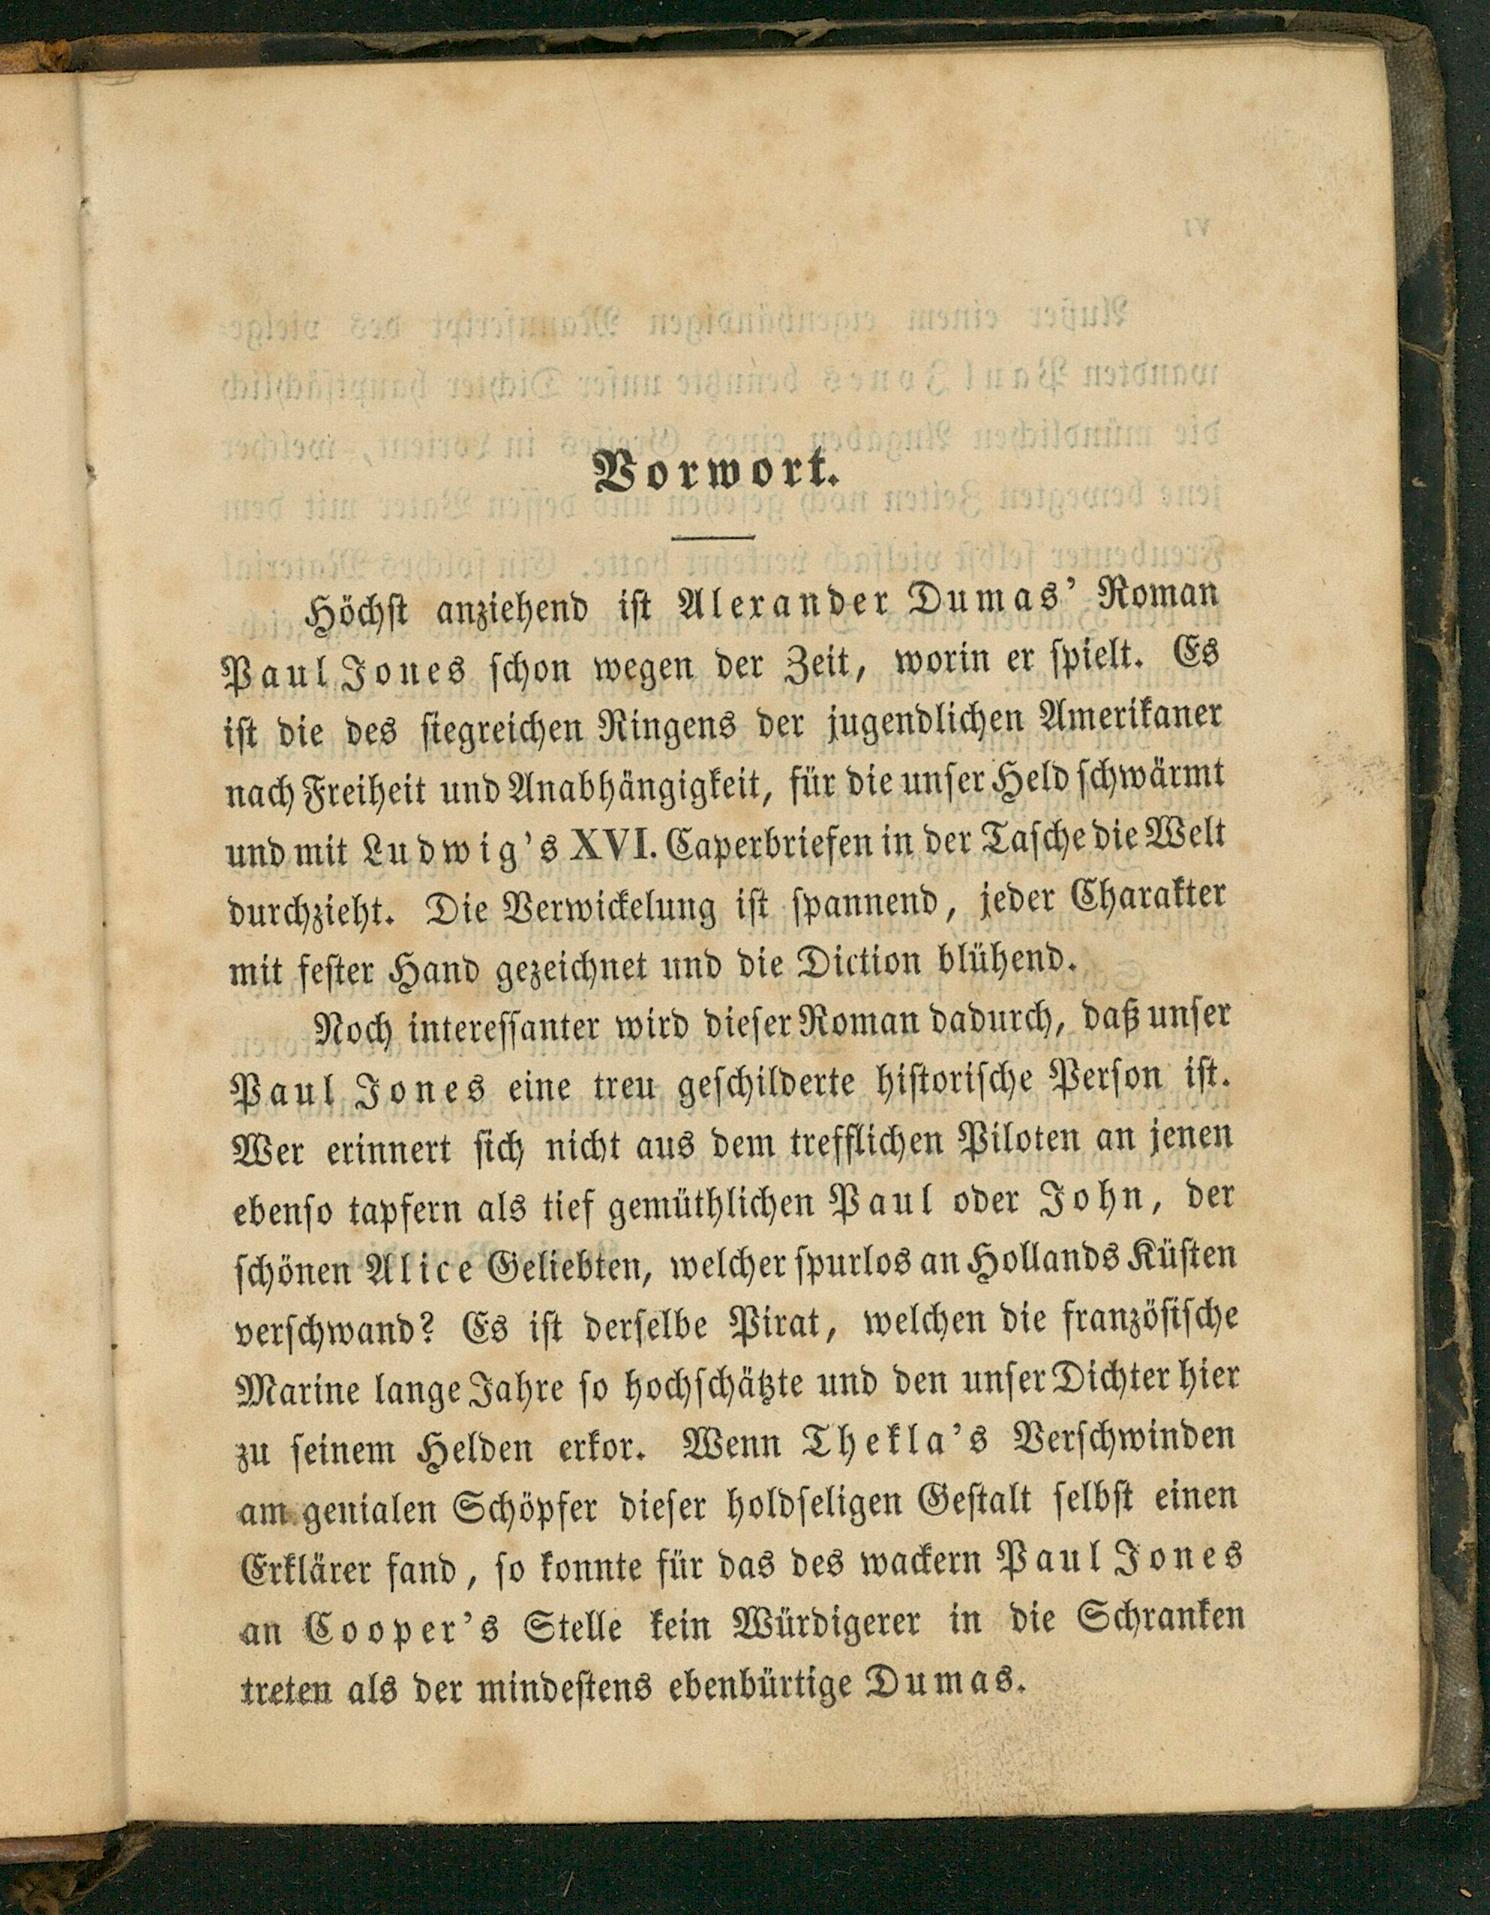 Vorwort.
Höchst anziehend ist Alexander Dumas’ Roman
Paul Jones schon wegen der Zeit, worin er spielt. Es
ist die des siegreichen Ringens der jugendlichen Amerikaner
nach Freiheit und Anabhängigkeit, für die unser Held schwärmt
und mit Ludwig’s XVI. Caperbriefen in der Tasche die Welt
durchzieht. Die Verwickelung ist spannend, jeder Charakter
mit fester Hand gezeichnet und die Diction blühend.
Noch interessanter wird dieser Roman dadurch, daß unser
Paul Jones eine treu geschilderte historische Person ist.
Wer erinnert sich nicht aus dem trefflichen Piloten an jenen
ebenso tapfern als tief gemüthlichen Paul oder John, der
schönen Alice Geliebten, welcher spurlos an Hollands Küsten
verschwand? Es ist derselbe Pirat, welchen die französische
Marine lange Jahre so hochschätzte und den unser Dichter hier
zu seinem Helden erkor. Wenn Thekla’s Verschwinden
am genialen Schöpfer dieser holdseligen Gestalt selbst einen
Erklärer fand, so konnte für das des wackern Paul Jones
an Cooper’s Stelle kein Würdigerer in die Schranken
treten als der mindestens ebenbürtige Dumas.